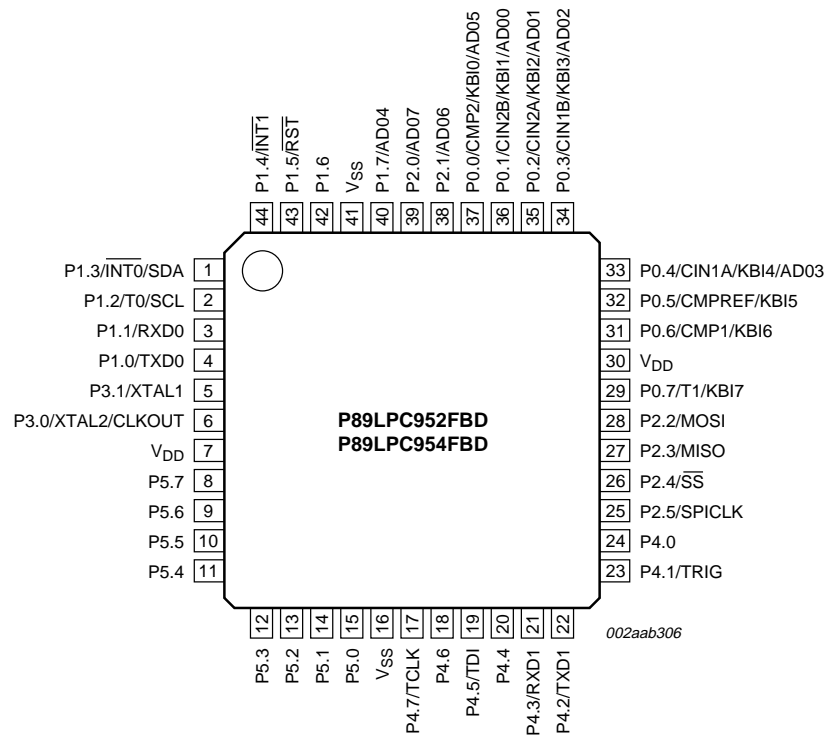 P1.4/INT1
P1.5/RST
P1.6
VSS
P1.7/AD04
P2.0/AD07
P2.1/AD06
P0.0/CMP2/KBI0/AD05
P0.1/CIN2B/KBI1/AD00
P0.2/CIN2A/KBI2/AD01
P0.3/CIN1B/KBI3/AD02
44 43 42 41 40 39 38 37 36 35 34
P1.3/INT0/SDA 1
P1.2/T0/SCL 2
P1.1/RXD0 3
P1.0/TXD0 4
P3.1/XTAL1 5
P3.0/XTAL2/CLKOUT 6
VDD 7
P5.7 8
P5.6 9
P5.5 10
P5.4 11
P89LPC952FBD
P89LPC954FBD
33 P0.4/CIN1A/KBI4/AD03
32 P0.5/CMPREF/KBI5
31 P0.6/CMP1/KBI6
30 VDD
29 P0.7/T1/KBI7
28 P2.2/MOSI
27 P2.3/MISO
26 P2.4/SS
25 P2.5/SPICLK
24 P4.0
23 P4.1/TRIG
12 13 14 15 16 17 18 19 20 21 22
P5.3
P5.2
P5.1
P5.0
VSS
P4.7/TCLK
P4.6
P4.5/TDI
P4.4
P4.3/RXD1
P4.2/TXD1
002aab306